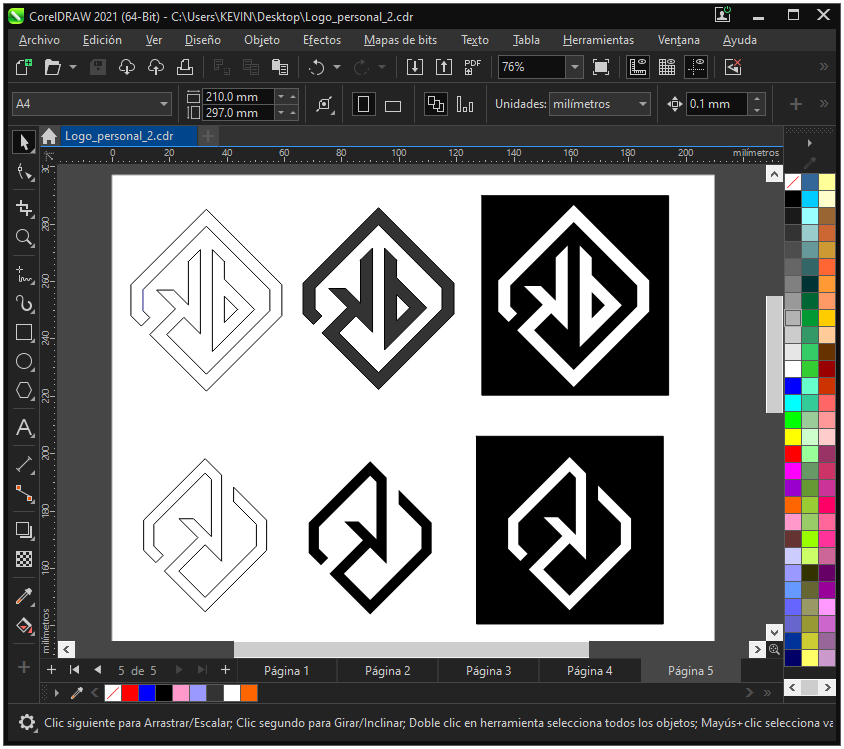 CorelDRAW 2021 (64-Bit) - C:\Users\KEVIN\Desktop\Logo_personal_2.cdr
Archivo Edición Ver Diseño Objeto Efectos Mapas de bits Texto Tabla Herramientas Ventana Ayuda
PDF 76%
A4 210.0 mm 297.0 mm Unidades: milímetros 0.1 mm
Logo_personal_2.cdr
0 20 40 60 80 100 120 140 160 180 200 milímetros
280
260
240
220
200
180
160
milímetros
5 de 5 Página 1 Página 2 Página 3 Página 4 Página 5
Clic siguiente para Arrastrar/Escalar; Clic segundo para Girar/Inclinar; Doble clic en herramienta selecciona todos los objetos; Mayús+clic selecciona va